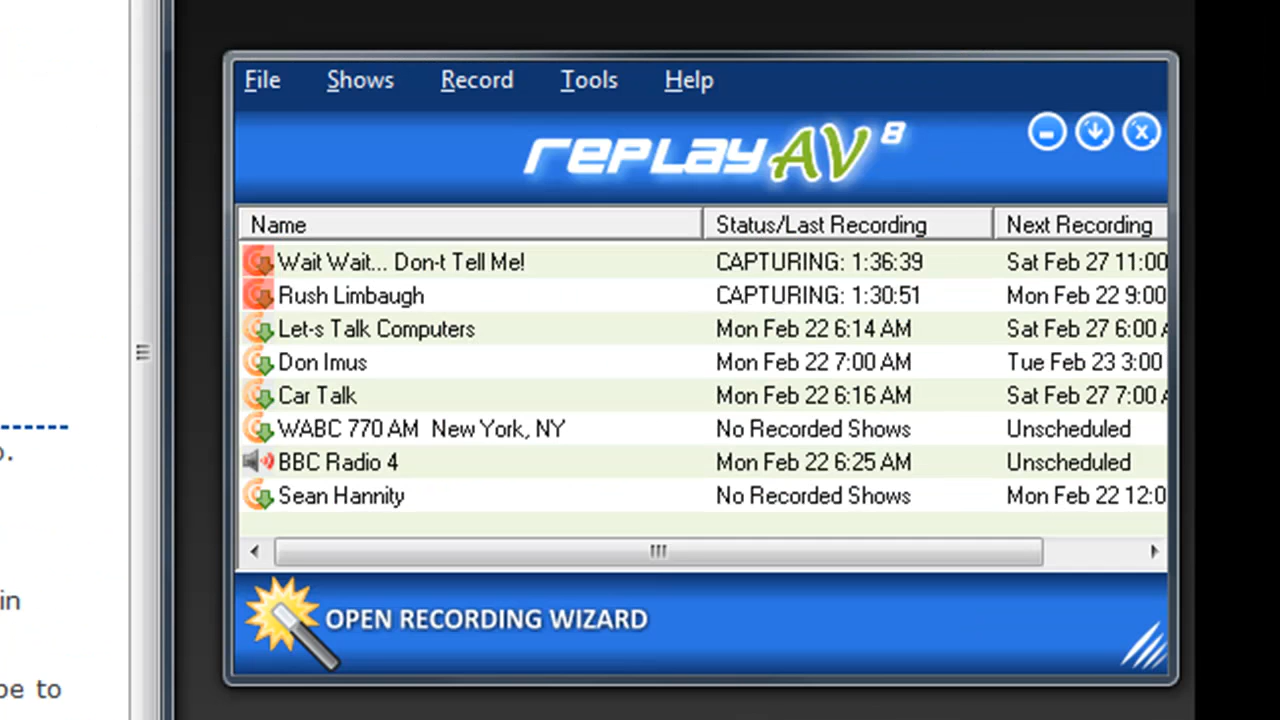 File Shows Record Tools Help
replay AV 8
Name Status/Last Recording Next Recording
Wait Wait... Don-t Tell Me! CAPTURING: 1:36:39 Sat Feb 27 11:00
Rush Limbaugh CAPTURING: 1:30:51 Mon Feb 22 9:00
Let-s Talk Computers Mon Feb 22 6:14 AM Sat Feb 27 6:00 A
Don Imus Mon Feb 22 7:00 AM Tue Feb 23 3:00
Car Talk Mon Feb 22 6:16 AM Sat Feb 27 7:00 A
WABC 770 AM New York, NY No Recorded Shows Unscheduled
BBC Radio 4 Mon Feb 22 6:25 AM Unscheduled
Sean Hannity No Recorded Shows Mon Feb 22 12:0
OPEN RECORDING WIZARD
in
to